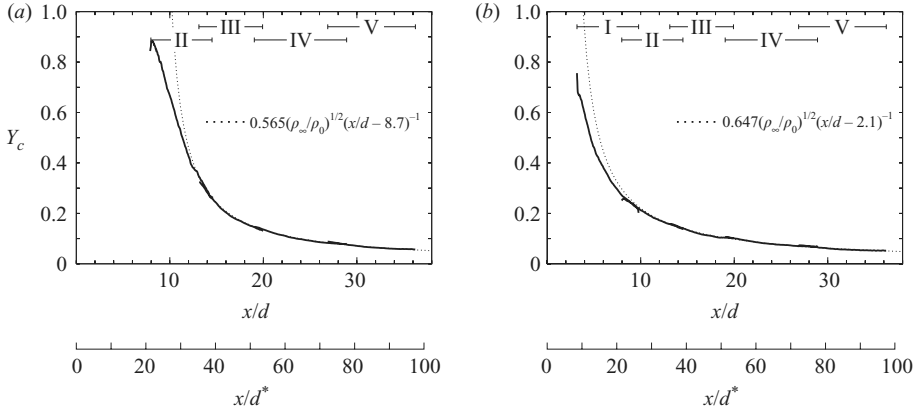 (a)
1.0
0.8
0.6
0.4
0.2
0
Y_c
II
III
IV
V
0.565(ρ∞/ρ0)^1/2(x/d – 8.7)^–1
10
20
30
x/d
0 20 40 60 80 100
x/d*
(b)
1.0
0.8
0.6
0.4
0.2
0
I
II
III
IV
V
0.647(ρ∞/ρ0)^1/2(x/d – 2.1)^–1
10
20
30
x/d
0 20 40 60 80 100
x/d*